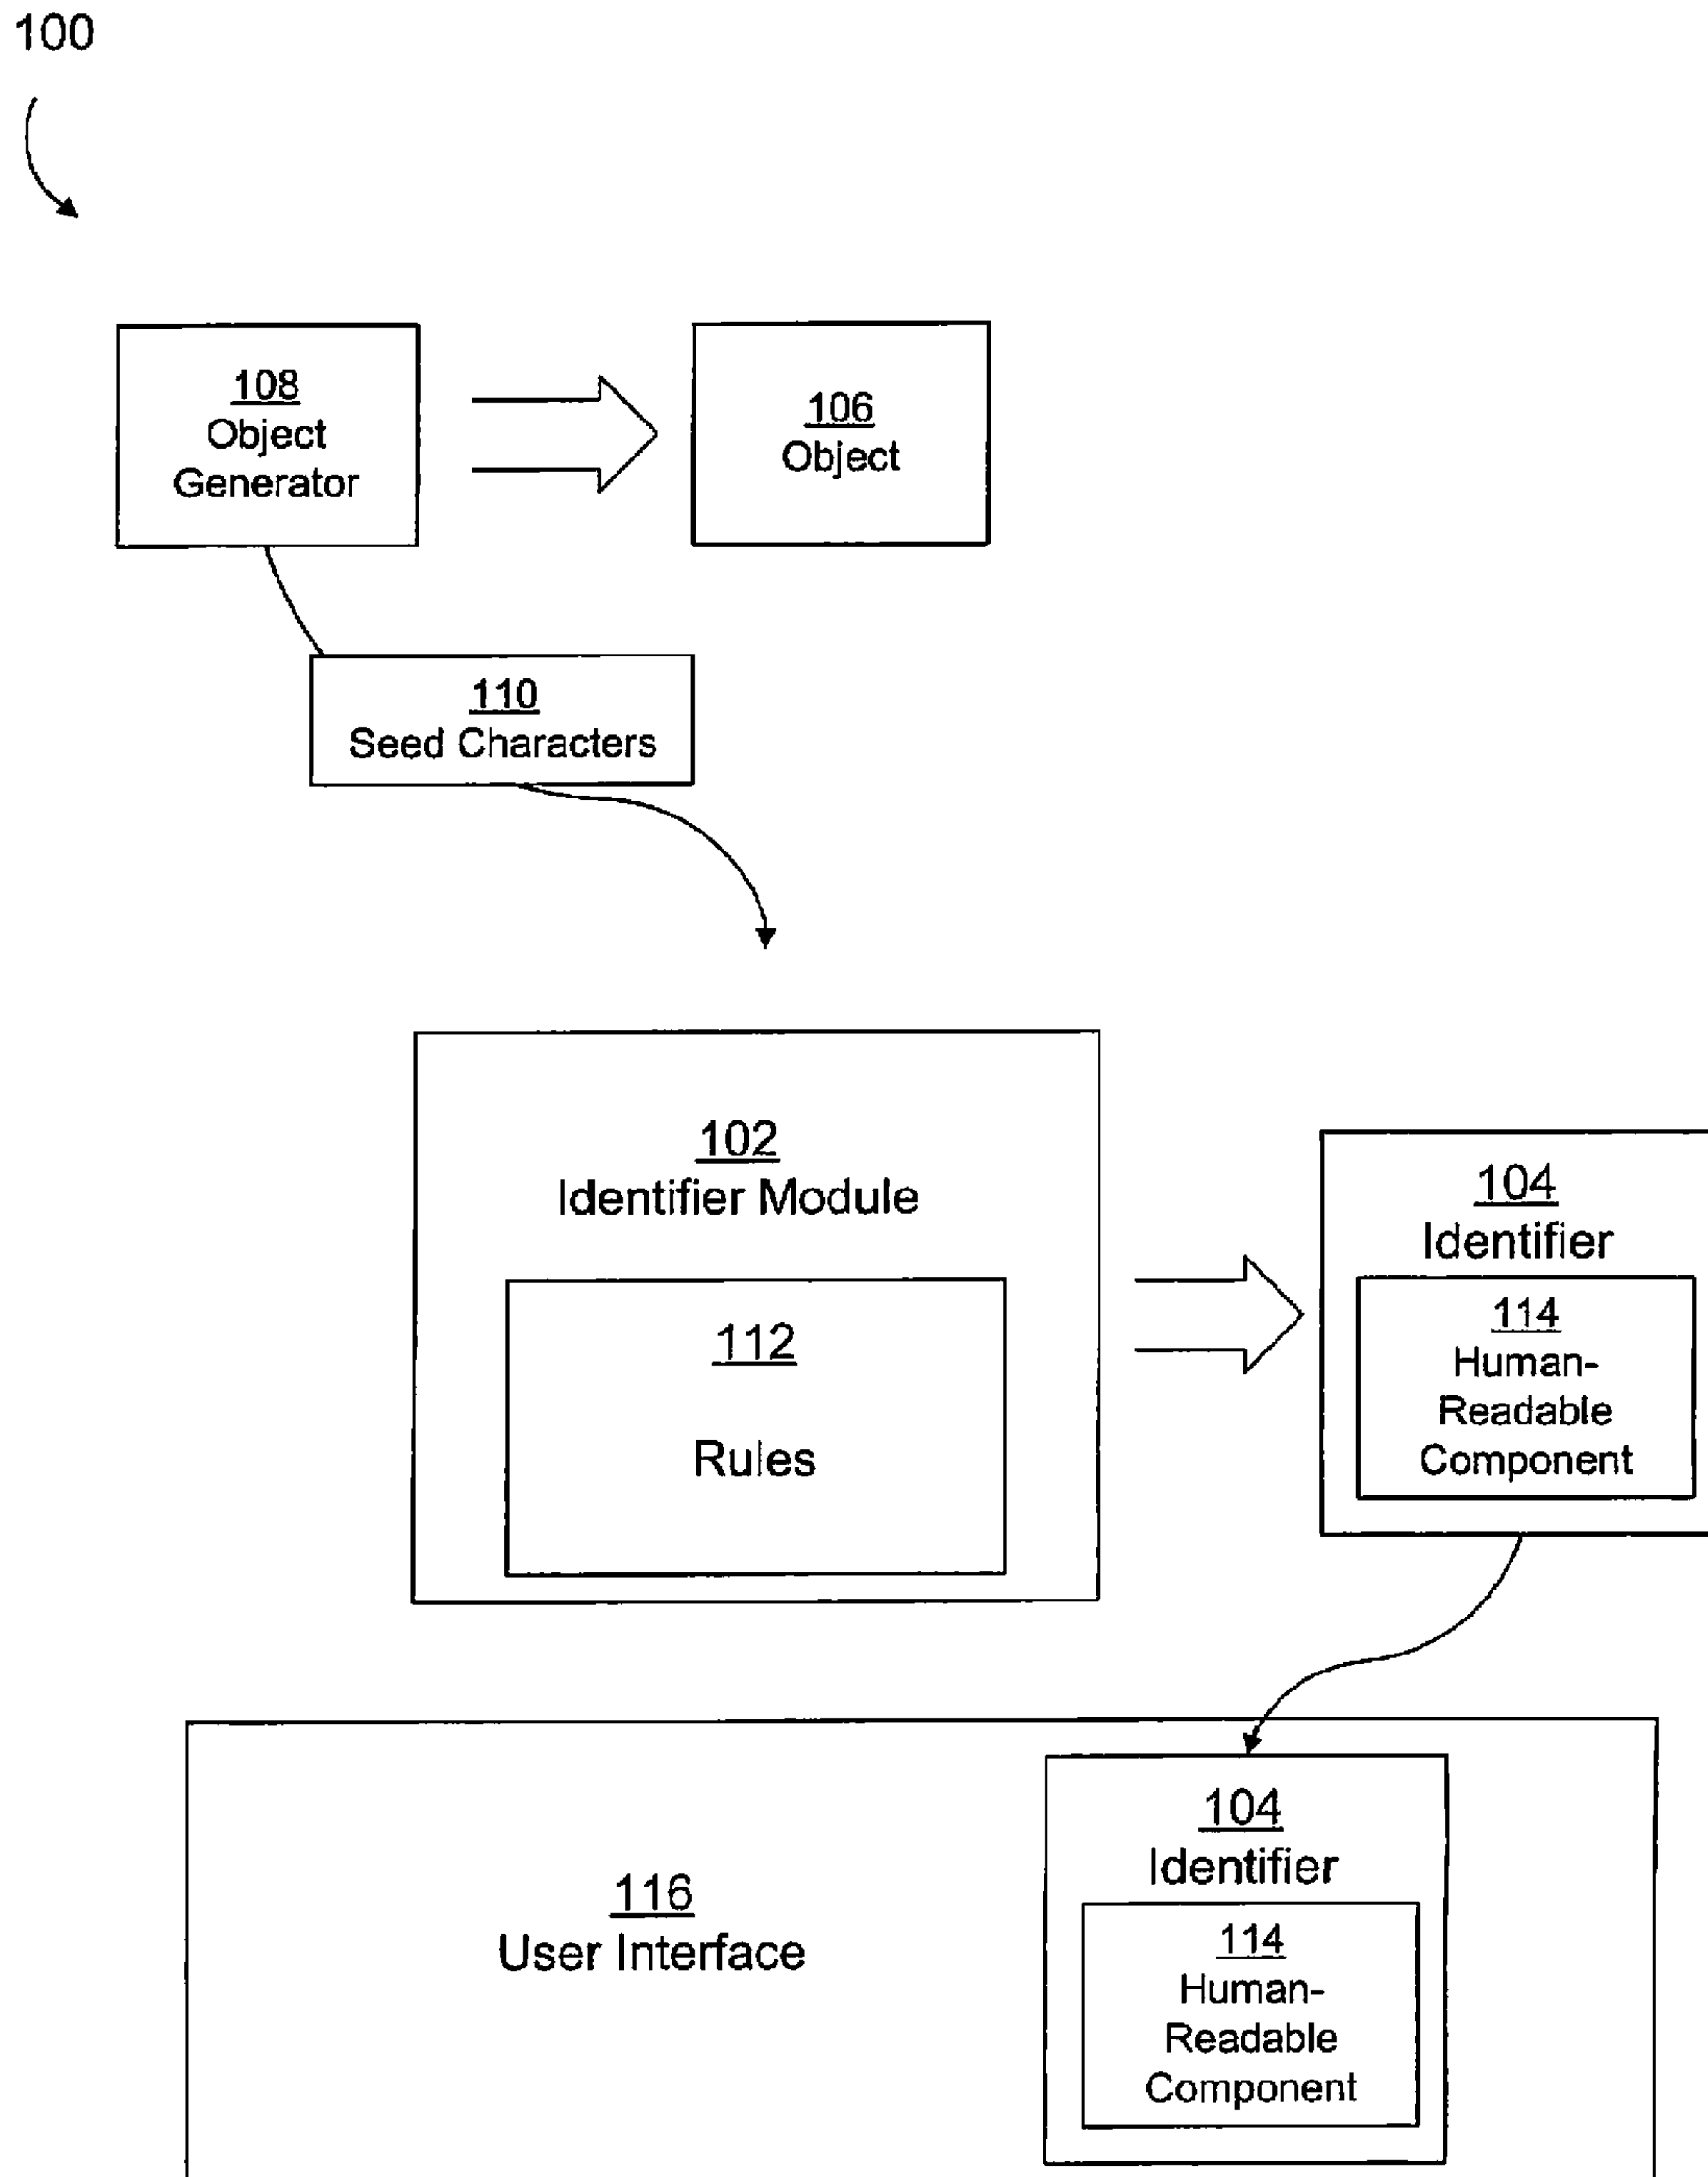 100
108
Object
Generator
106
Object
110
Seed Characters
102
Identifier Module
112
Rules
104
Identifier
114
Human-
Readable
Component
116
User Interface
104
Identifier
114
Human-
Readable
Component